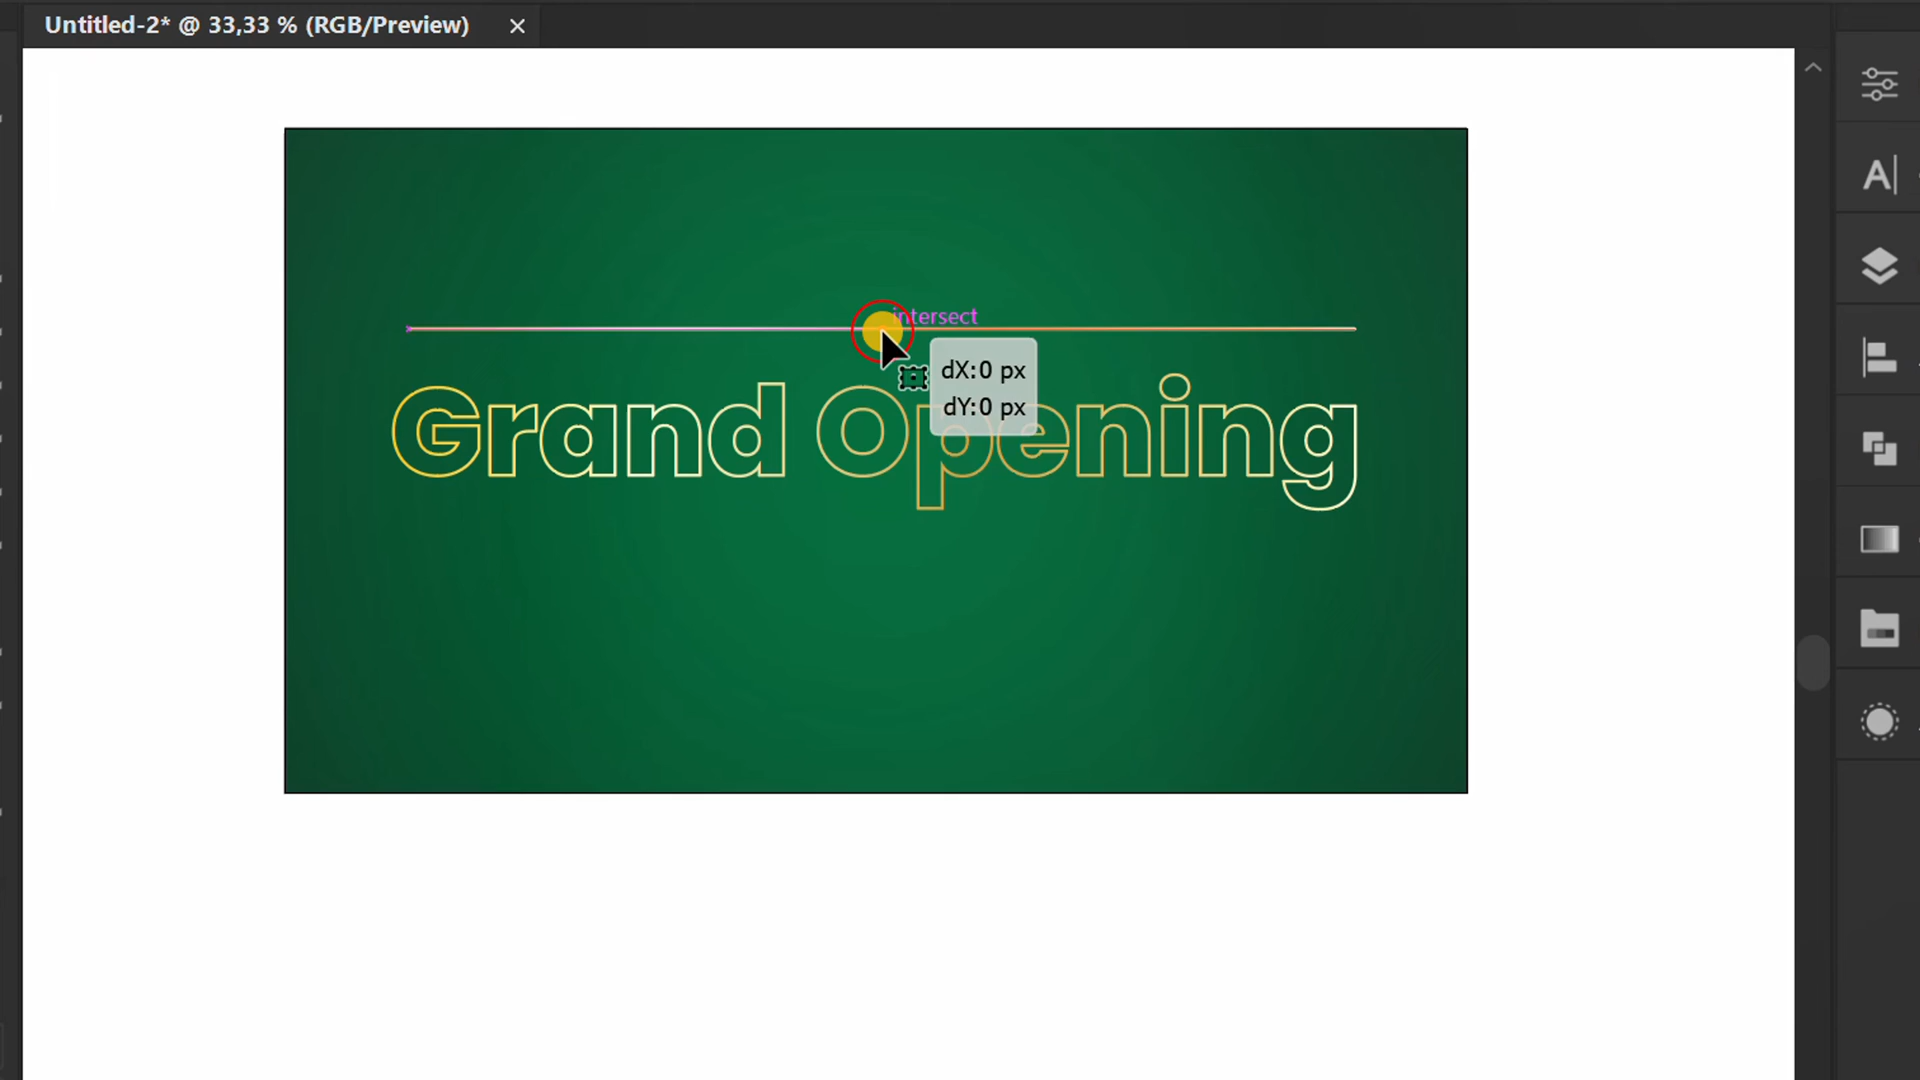 Untitled-2* @ 33,33 % (RGB/Preview)
intersect
dX:0 px
dY:0 px
Grand Opening
A